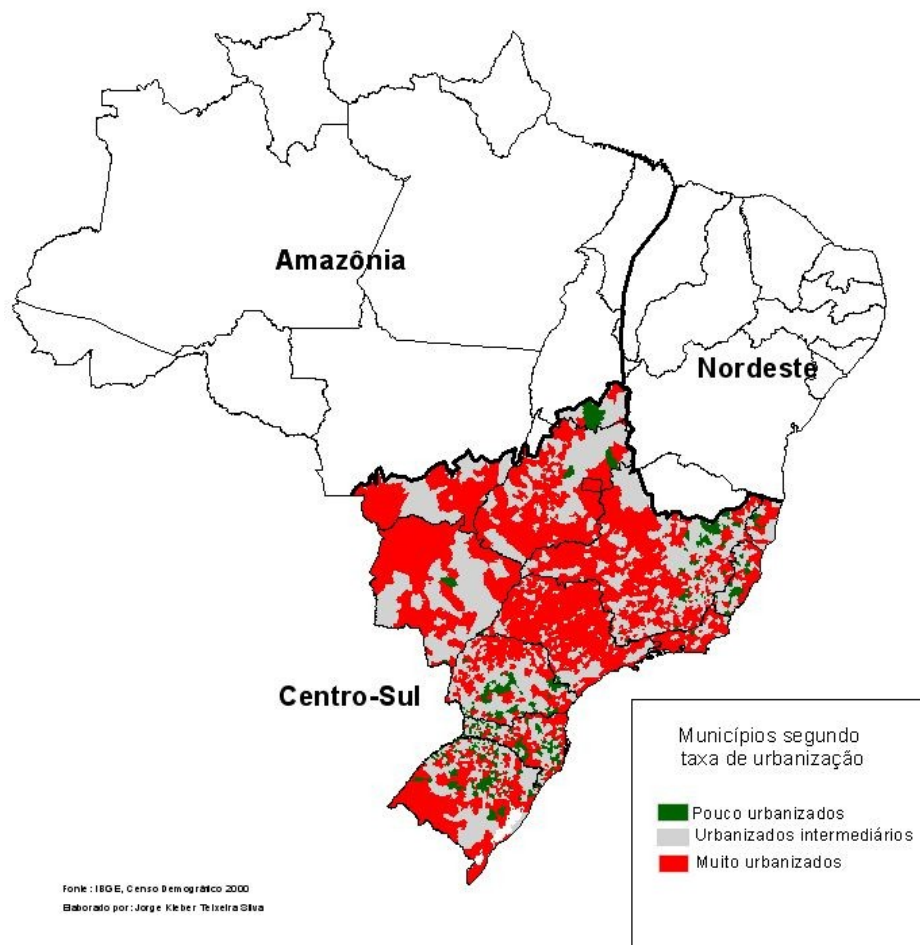 Amazônia
Nordeste
Centro-Sul
Municípios segundo
taxa de urbanização
Pouco urbanizados
Urbanizados intermediários
Muito urbanizados
Fonte: IBGE, Censo Demográfico 2000
Elaborado por: Jorge Kleber Teixeira Silva